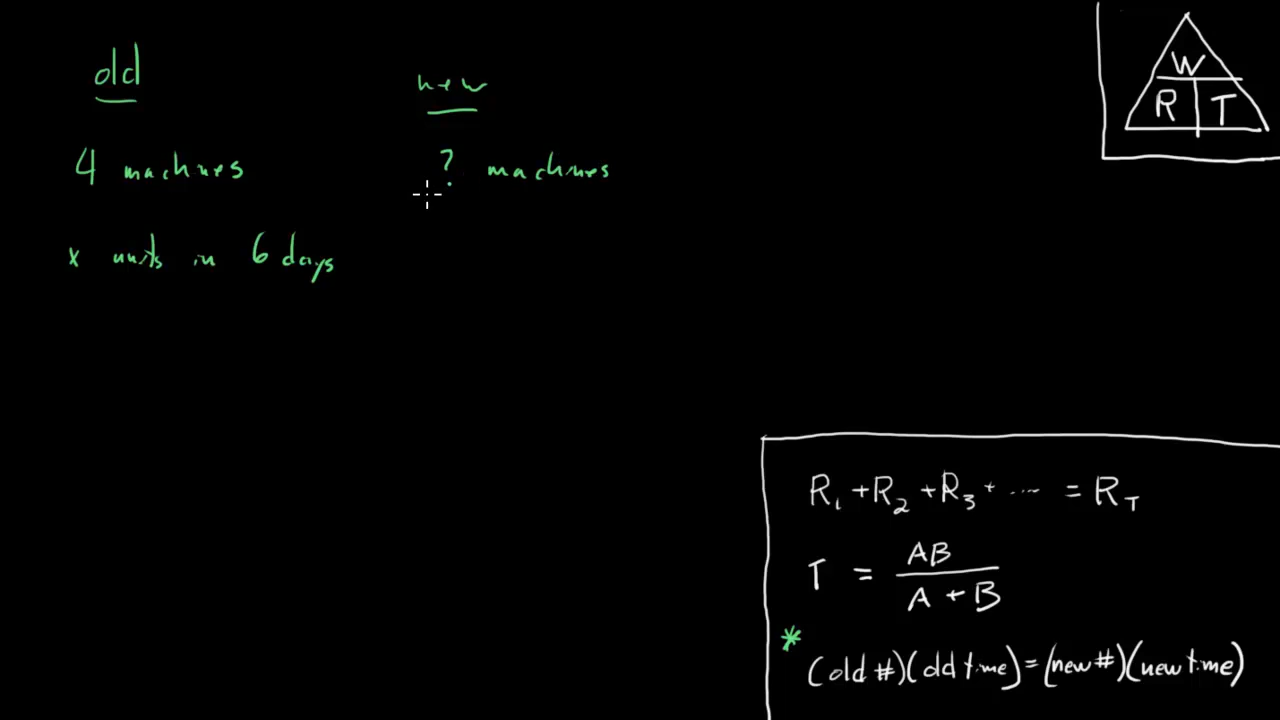 old
new
4 machines
? machines
x units in 6 days
W
R T
R₁ + R₂ + R₃ + .... = R_T
T = AB / A + B
* (old #)(old time) = (new #)(new time)